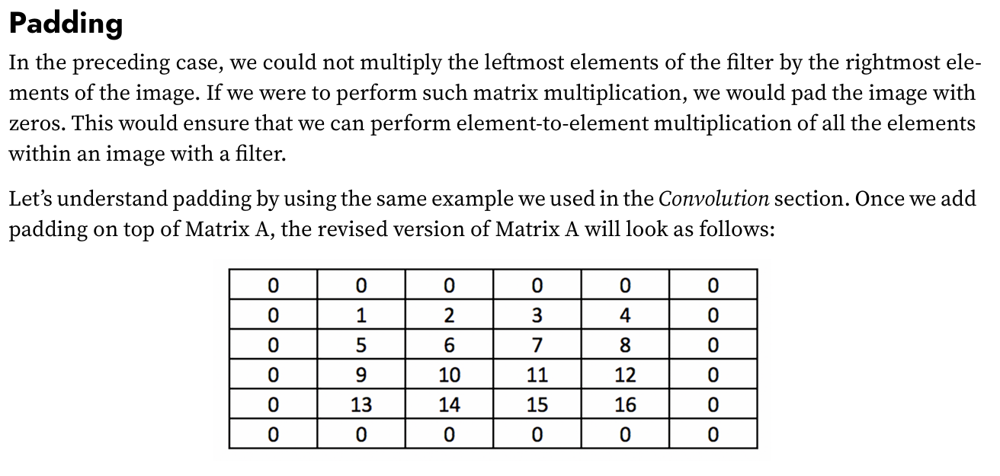 Padding
In the preceding case, we could not multiply the leftmost elements of the filter by the rightmost ele-
ments of the image. If we were to perform such matrix multiplication, we would pad the image with
zeros. This would ensure that we can perform element-to-element multiplication of all the elements
within an image with a filter.
Let’s understand padding by using the same example we used in the Convolution section. Once we add
padding on top of Matrix A, the revised version of Matrix A will look as follows:
0 0 0 0 0 0
0 1 2 3 4 0
0 5 6 7 8 0
0 9 10 11 12 0
0 13 14 15 16 0
0 0 0 0 0 0